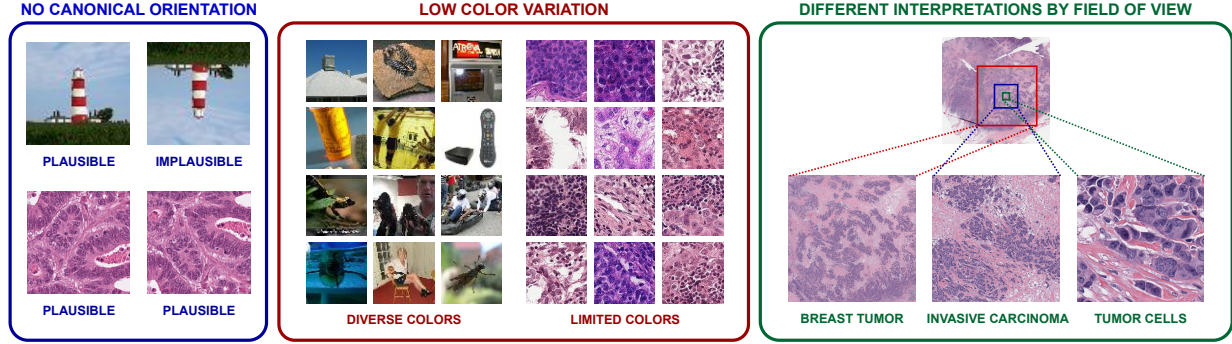 NO CANONICAL ORIENTATION
PLAUSIBLE
IMPLAUSIBLE
PLAUSIBLE
PLAUSIBLE
LOW COLOR VARIATION
DIVERSE COLORS
LIMITED COLORS
DIFFERENT INTERPRETATIONS BY FIELD OF VIEW
BREAST TUMOR
INVASIVE CARCINOMA
TUMOR CELLS